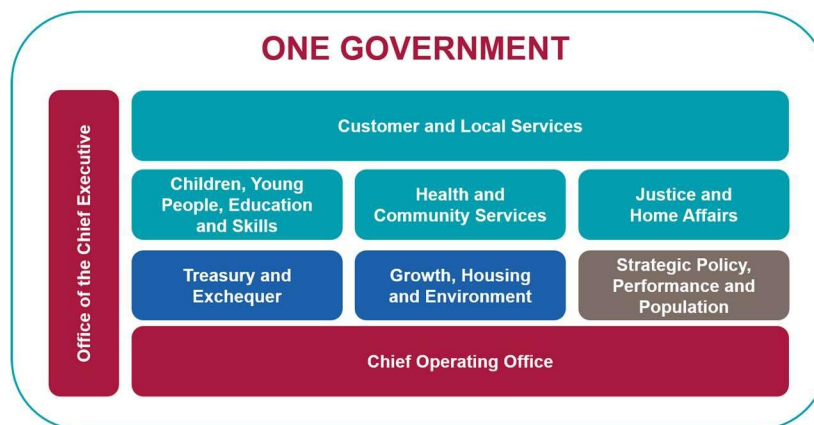 ONE GOVERNMENT
Office of the Chief Executive
Customer and Local Services
Children, Young
People, Education
and Skills
Health and
Community Services
Justice and
Home Affairs
Treasury and
Exchequer
Growth, Housing
and Environment
Strategic Policy,
Performance and
Population
Chief Operating Office